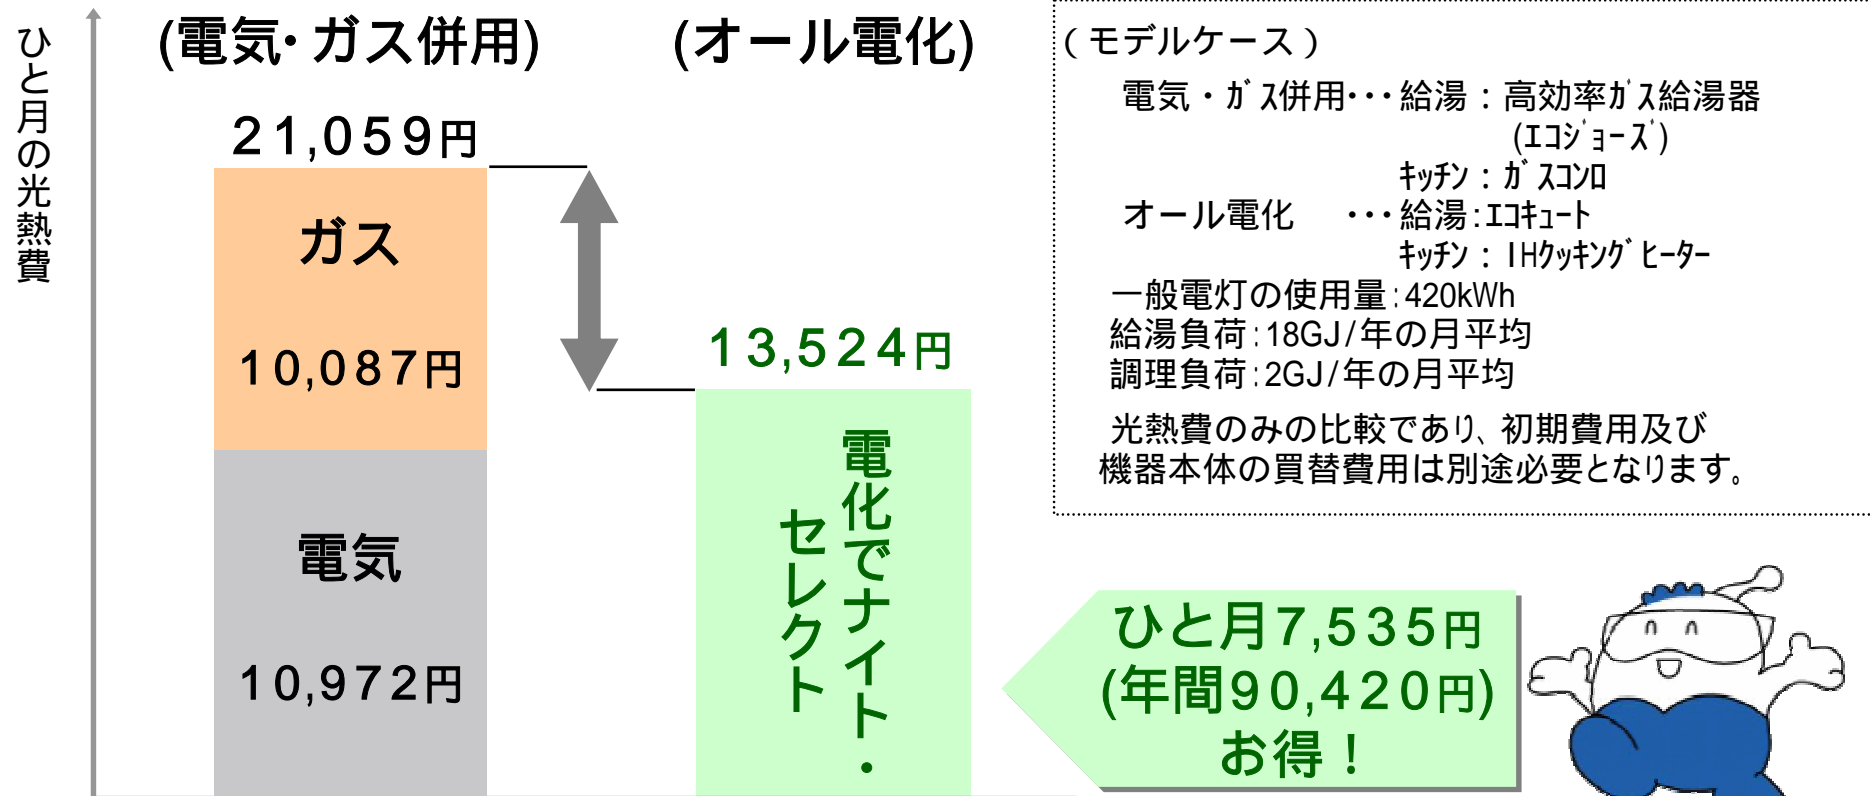 ひと月の光熱費
(電気・ガス併用)
21,059円
ガス
10,087円
電気
10,972円
(オール電化)
13,524円
電化でナイト・
セレクト
(モデルケース)
電気・ガス併用・・・給湯:高効率ガス給湯器
(エコジョーズ)
キッチン:ガスコンロ
オール電化 ・・・給湯:エコキュート
キッチン:IHクッキングヒーター
一般電灯の使用量:420kWh
給湯負荷:18GJ/年の月平均
調理負荷:2GJ/年の月平均
光熱費のみの比較であり、初期費用及び
機器本体の買替費用は別途必要となります。
ひと月7,535円
(年間90,420円)
お得!